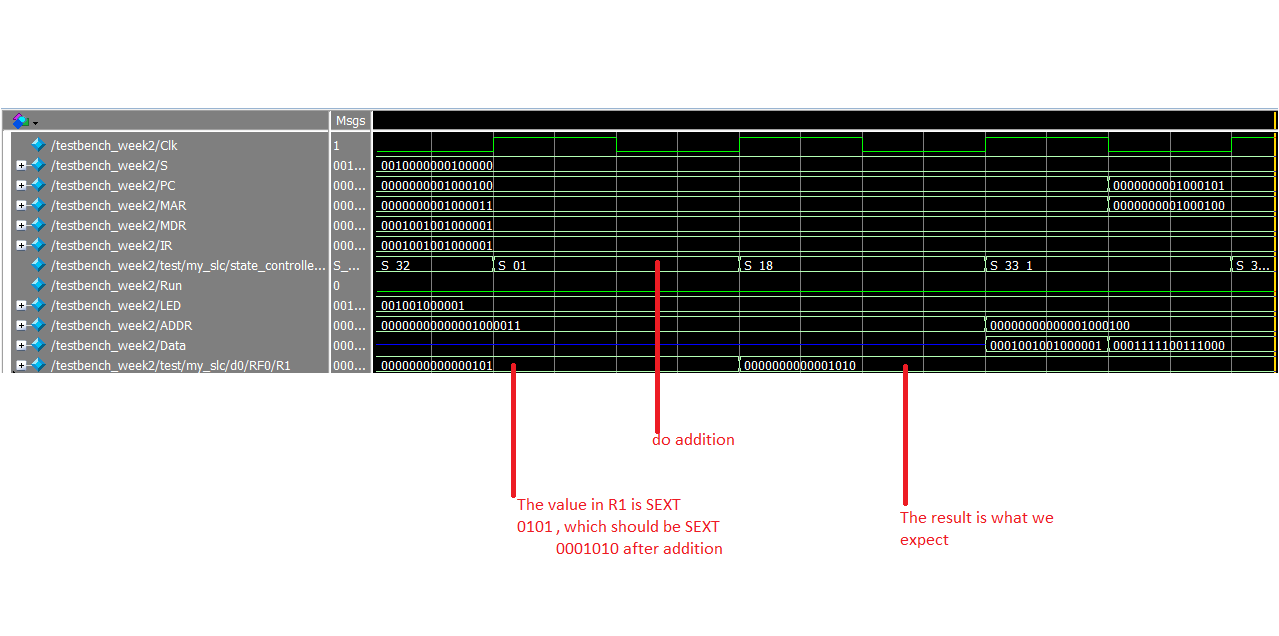 Msgs
/testbench_week2/Clk 1
/testbench_week2/S 001... 0010000000100000
/testbench_week2/PC 000... 0000000001000100 0000000001000101
/testbench_week2/MAR 000... 0000000001000011 0000000001000100
/testbench_week2/MDR 000... 0001001001000001
/testbench_week2/IR 000... 0001001001000001
/testbench_week2/test/my_slc/state_controlle... S_... S_32 S_01 S_18 S_33_1 S_3...
/testbench_week2/Run 0
/testbench_week2/LED 001... 001001000001
/testbench_week2/ADDR 000... 00000000000001000011 00000000000001000100
/testbench_week2/Data 000... 0001001001000001 0001111100111000
/testbench_week2/test/my_slc/d0/RF0/R1 000... 0000000000000101 0000000000001010
do addition
The value in R1 is SEXT
0101 , which should be SEXT
0001010 after addition
The result is what we
expect